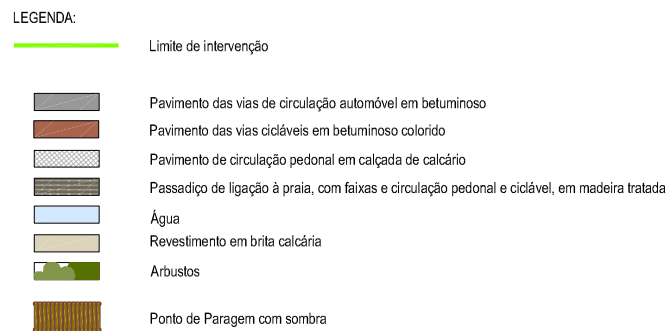 LEGENDA:
Limite de intervenção
Pavimento das vias de circulação automóvel em betuminoso
Pavimento das vias cicláveis em betuminoso colorido
Pavimento de circulação pedonal em calçada de calcário
Passadiço de ligação à praia, com faixas e circulação pedonal e ciclável, em madeira tratada
Água
Revestimento em brita calcária
Arbustos
Ponto de Paragem com sombra